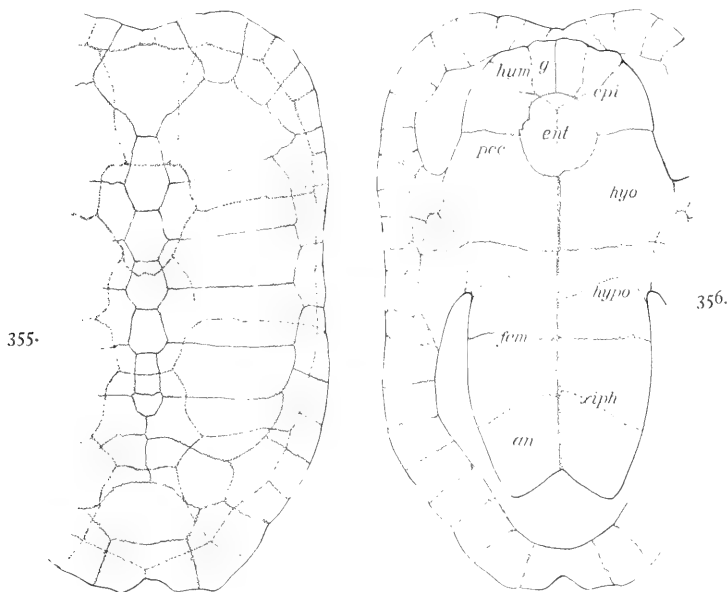 hum g
epi
ent
pec
hyo
hypo
356.
355.
fem
xiph
an